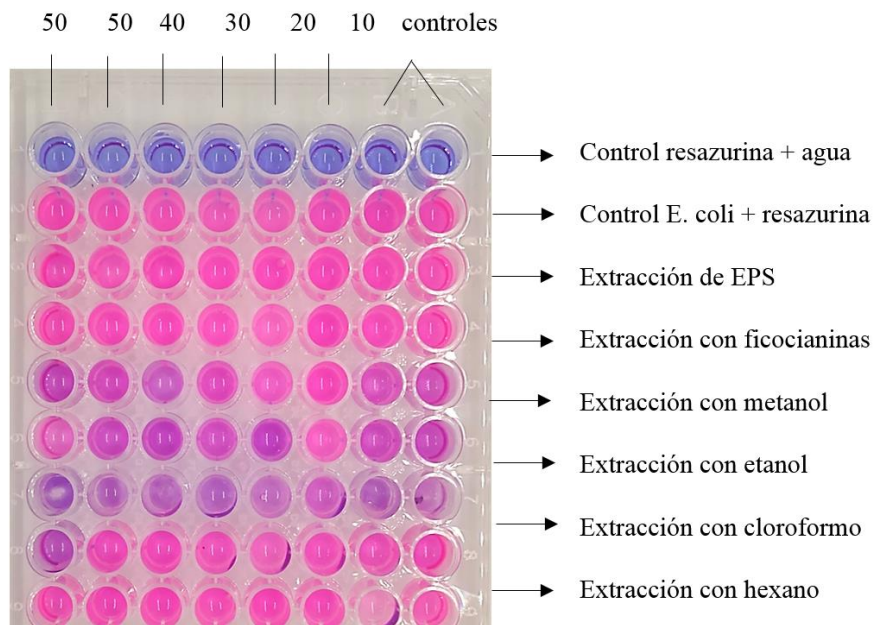 50 50 40 30 20 10 controles
Control resazurina + agua
Control E. coli + resazurina
Extracción de EPS
Extracción con ficocianinas
Extracción con metanol
Extracción con etanol
Extracción con cloroformo
Extracción con hexano